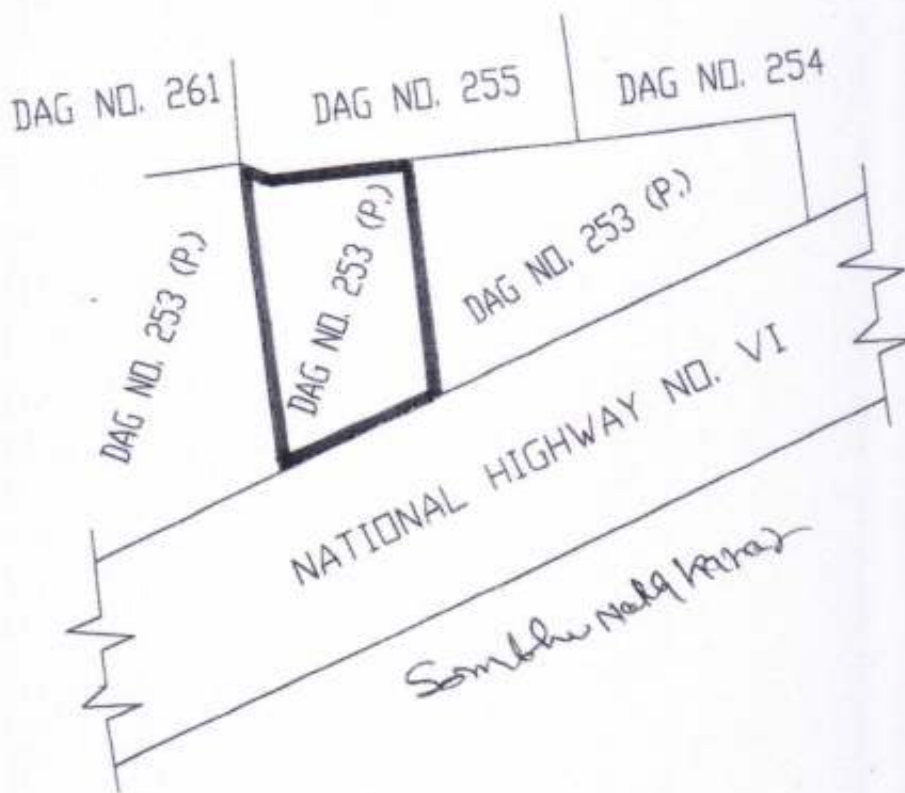 DAG NO. 261
DAG NO. 255
DAG NO. 254
DAG NO. 253 (P.)
DAG NO. 253 (P.)
DAG NO. 253 (P.)
NATIONAL HIGHWAY NO. VI
Sombhu